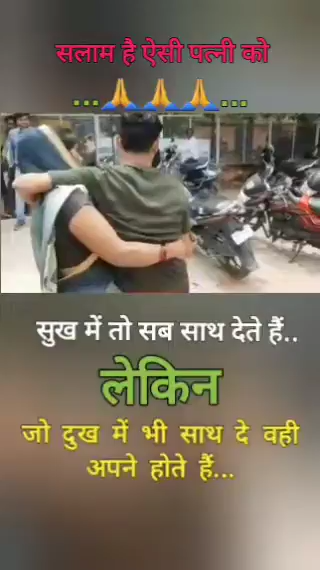 सलाम है ऐसी पत्नी को
...🙏🙏🙏...
सुख में तो सब साथ देते हैं..
लेकिन
जो दुख में भी साथ दे वही
अपने होते हैं...